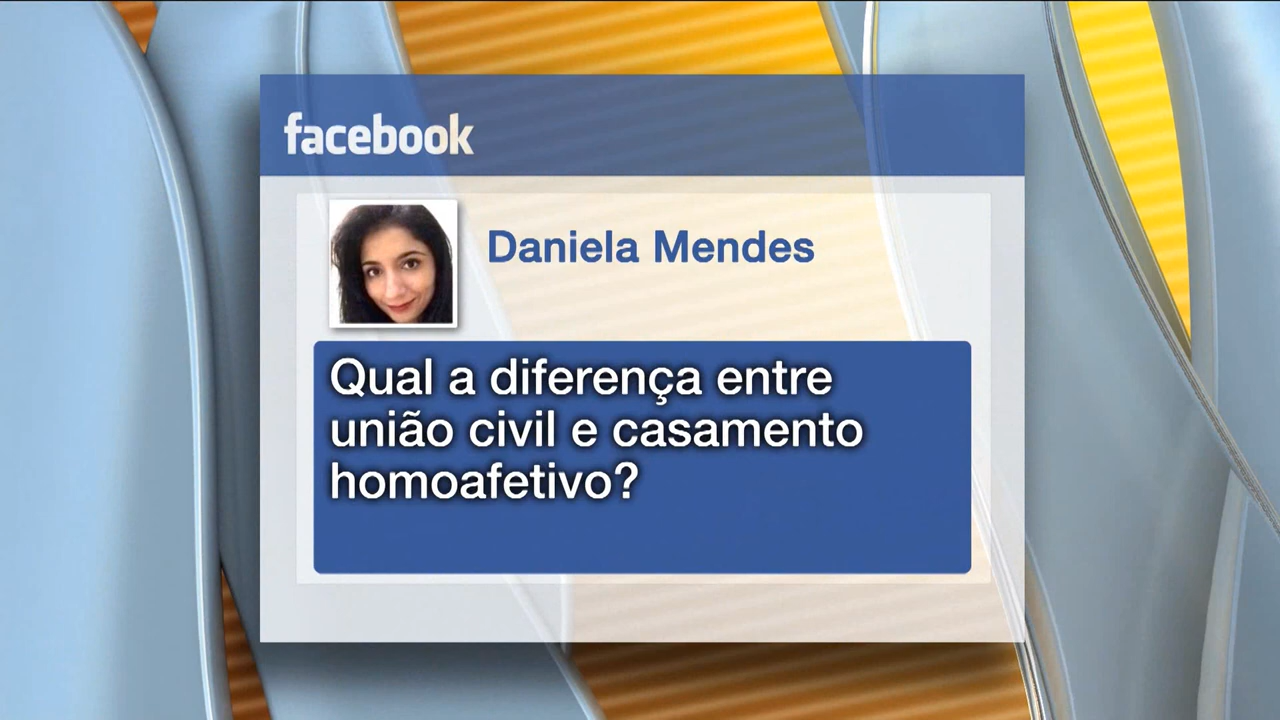 facebook
Daniela Mendes
Qual a diferença entre
união civil e casamento
homoafetivo?